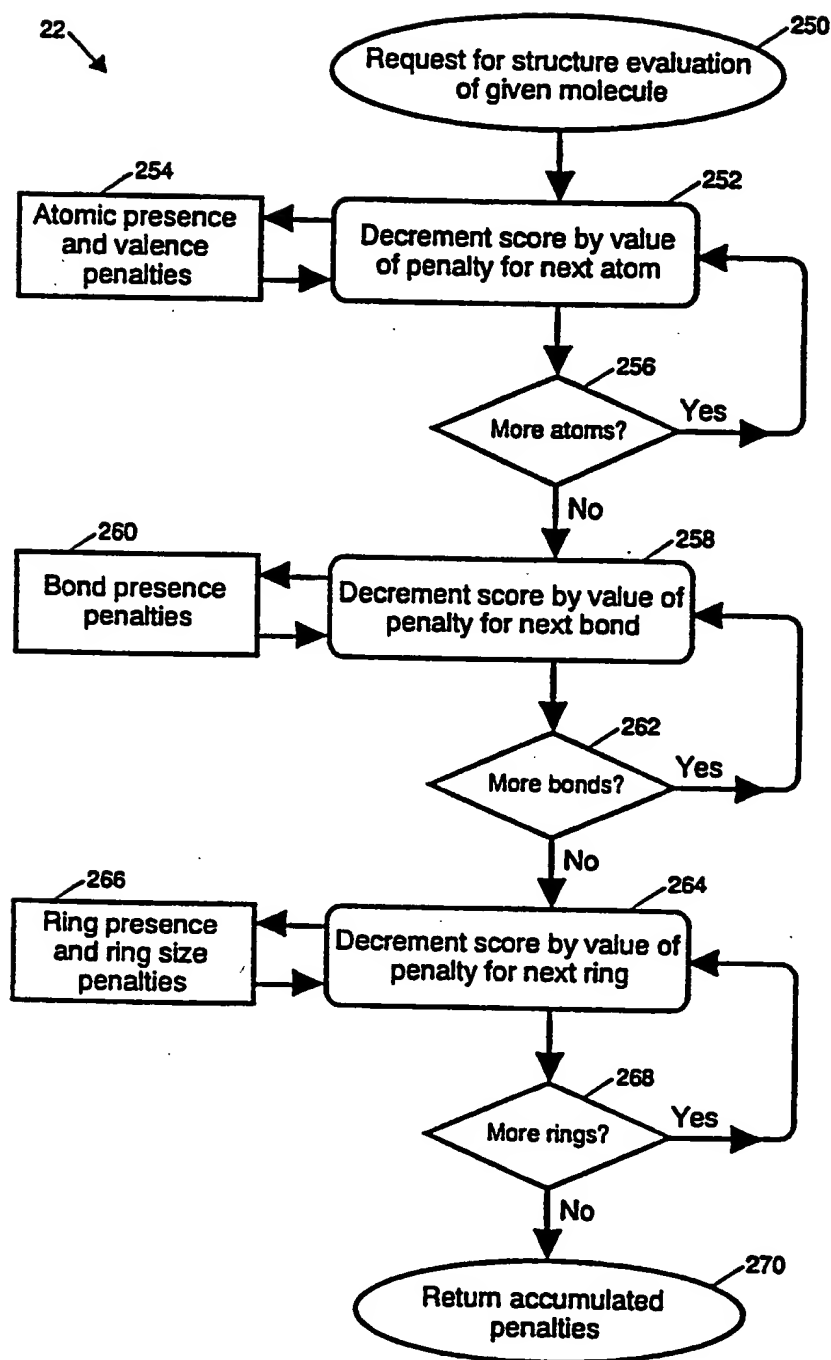 22
250
Request for structure evaluation
of given molecule
254
252
Atomic presence
and valence
penalties
Decrement score by value
of penalty for next atom
256
More atoms?
Yes
No
260
258
Bond presence
penalties
Decrement score by value of
penalty for next bond
262
More bonds?
Yes
No
266
264
Ring presence
and ring size
penalties
Decrement score by value of
penalty for next ring
268
More rings?
Yes
No
270
Return accumulated
penalties